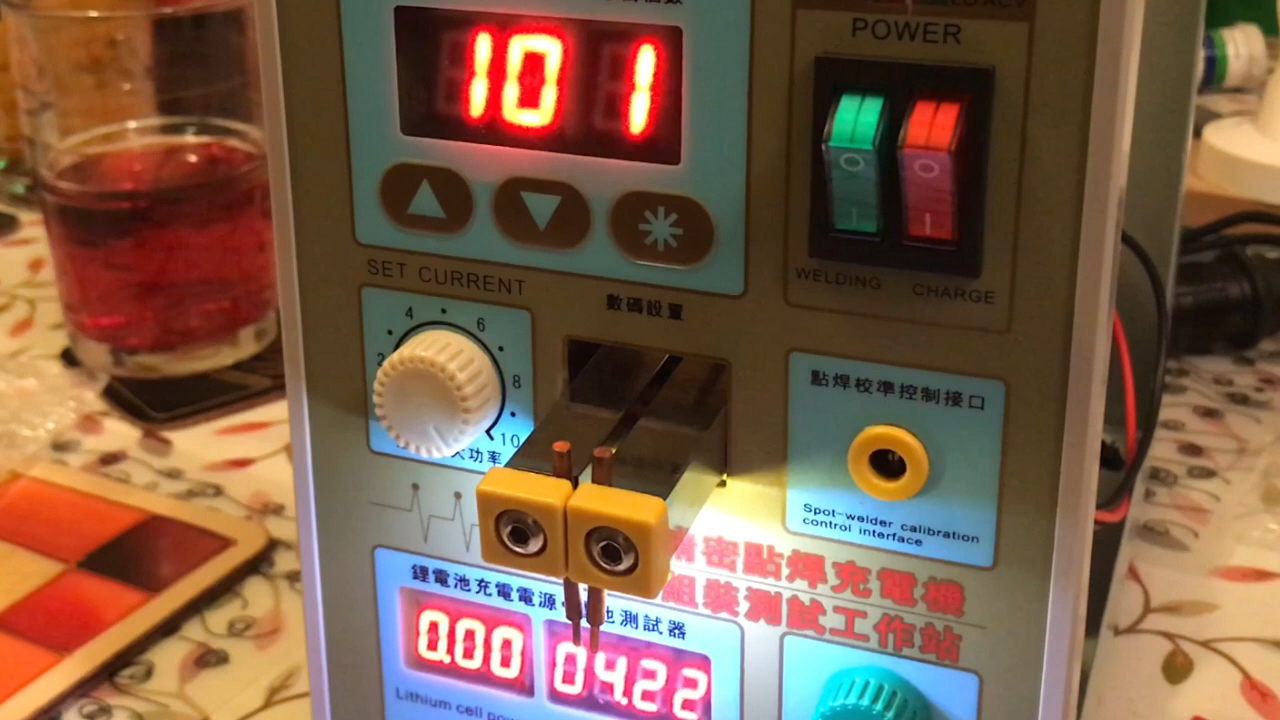 101
POWER
WELDING CHARGE
SET CURRENT
數碼設置
4
6
2
8
10
大功率
點焊校準控制接口
Spot-welder calibration
control interface
密點焊充電機
組裝測試工作站
鋰電池充電電源
池測試器
0.00
04.22
Lithium cell